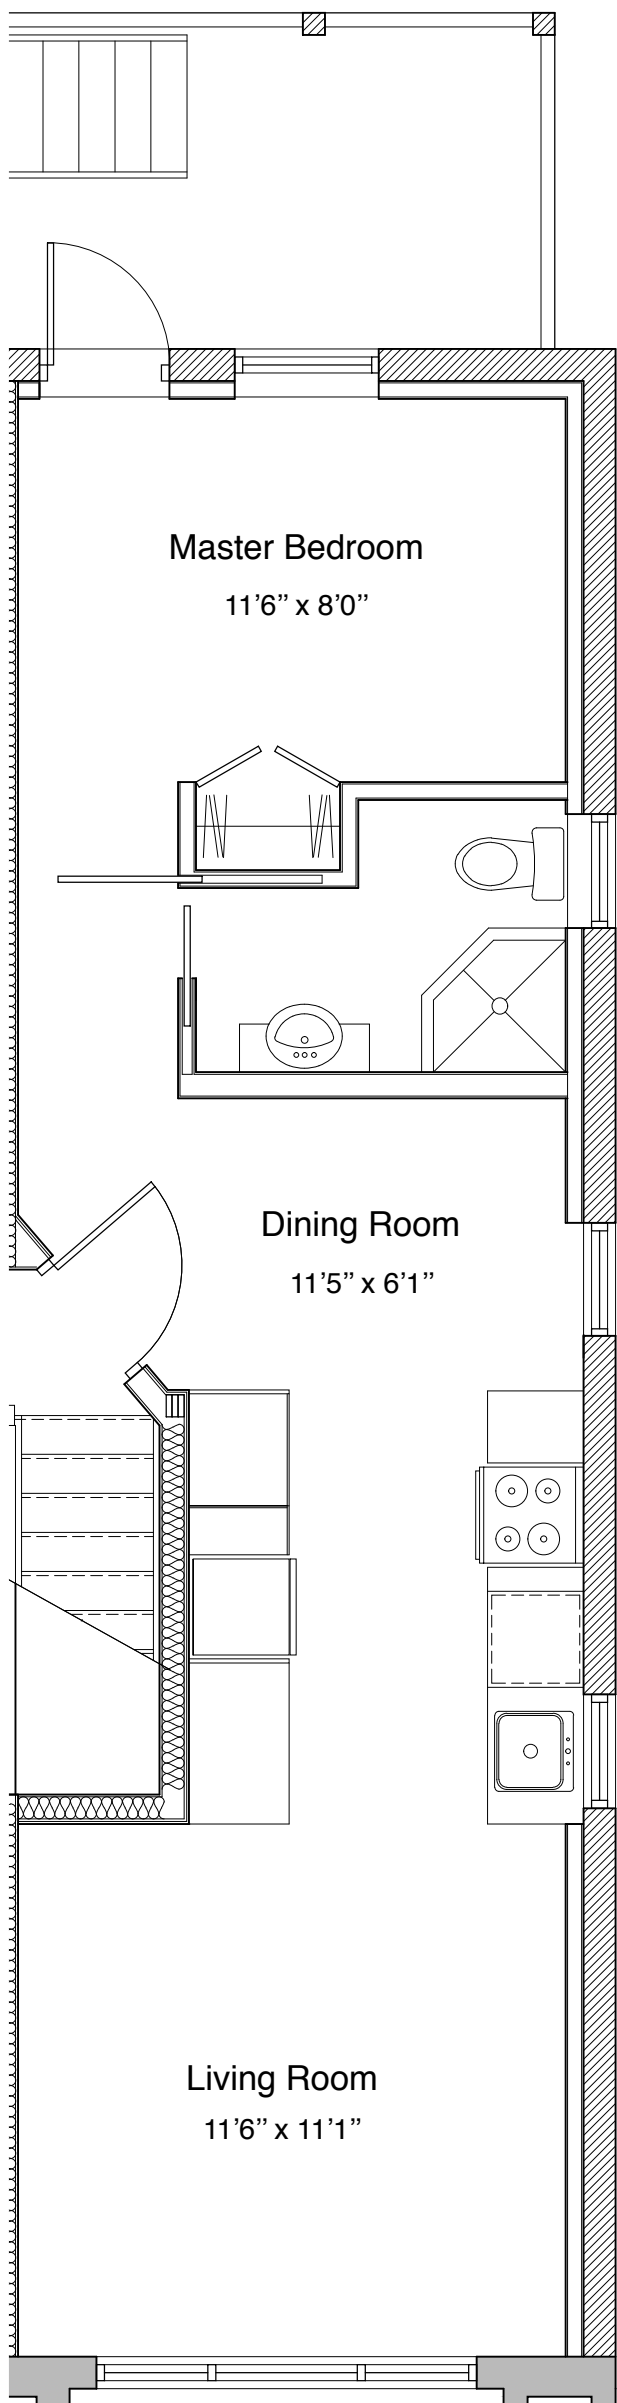 Master Bedroom
11’6’’ x 8’0’’
Dining Room
11’5’’ x 6’1’’
Living Room
11’6’’ x 11’1’’